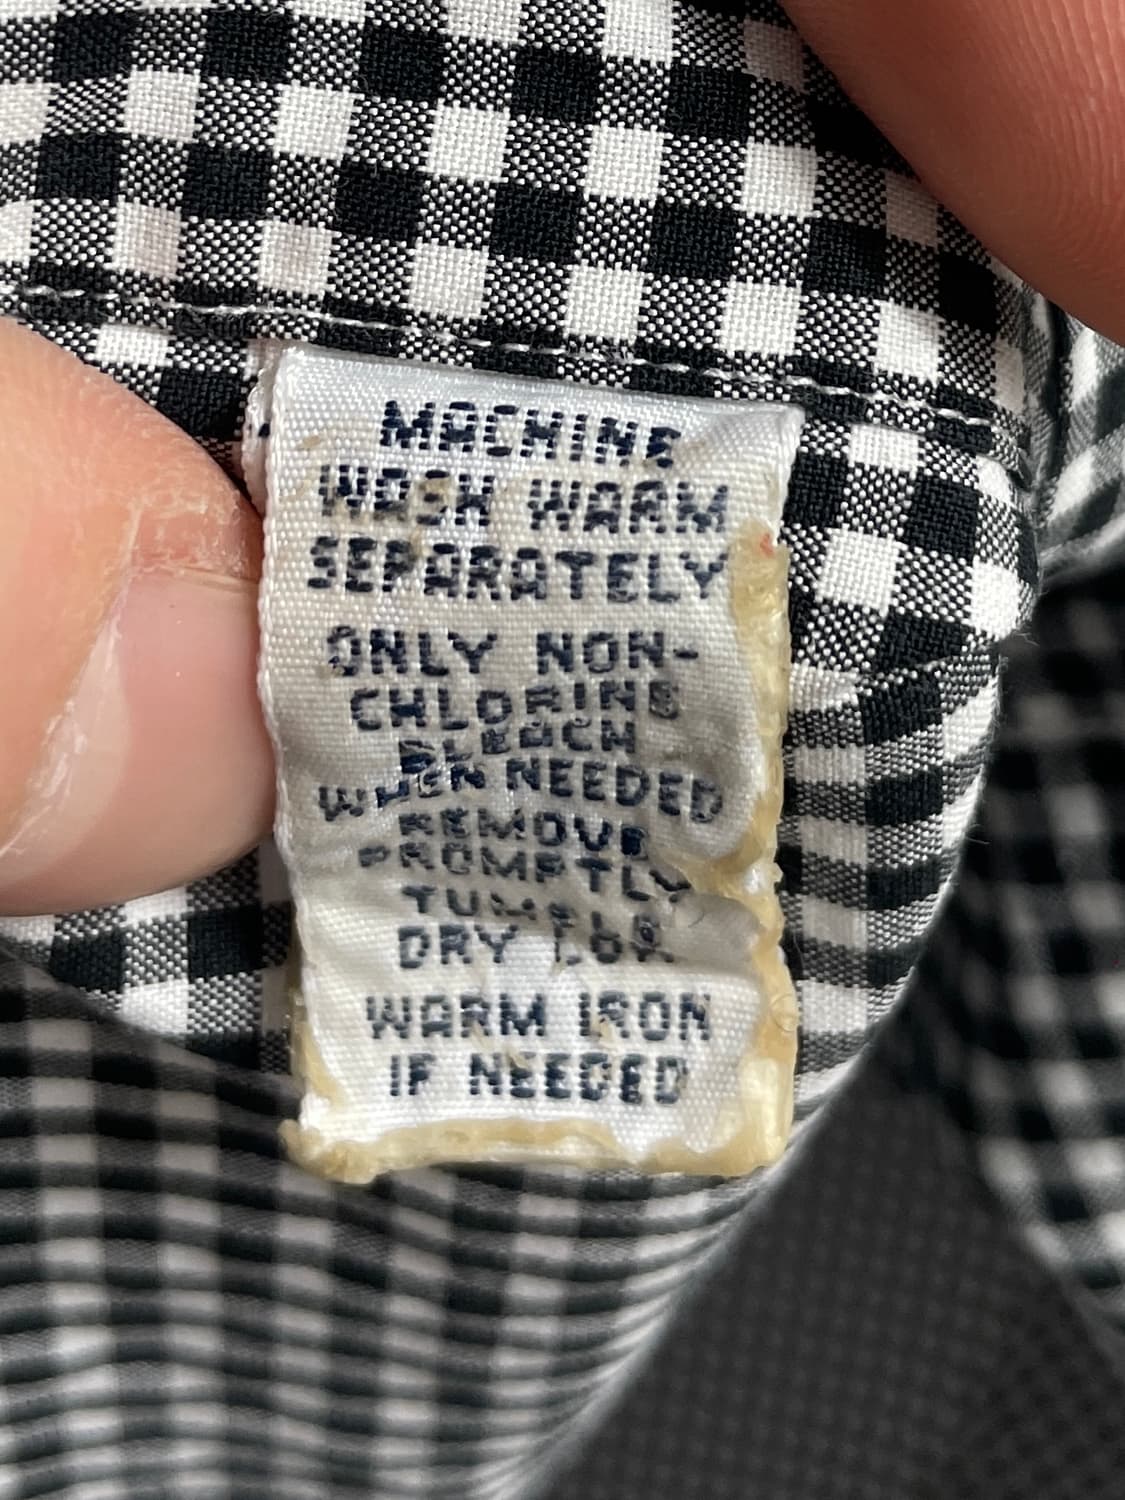 MACHINE
WASH WARM
SEPARATELY
ONLY NON-
CHLORINE
BLEACH
WHEN NEEDED
REMOVE
PROMPTLY
TUMBLE
DRY LOW
WARM IRON
IF NEEDED